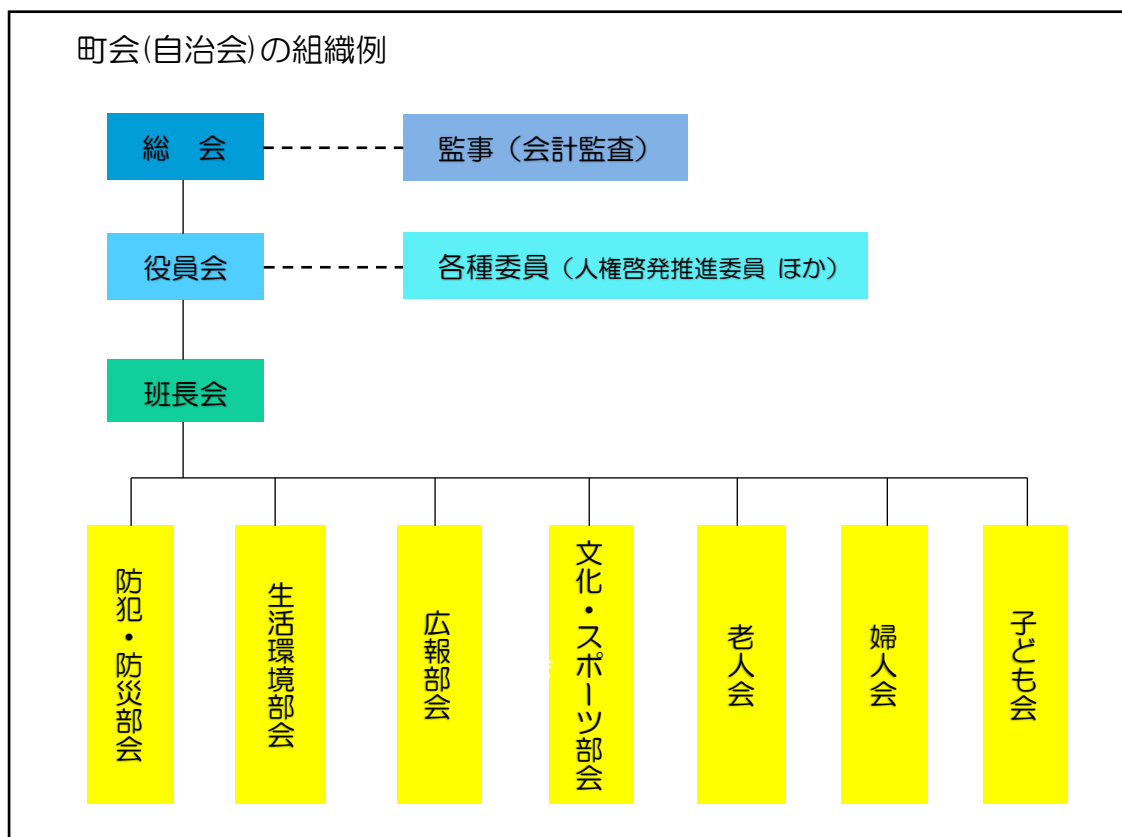 町会(自治会)の組織例
総　会
監事（会計監査）
役員会
各種委員（人権啓発推進委員 ほか）
班長会
防犯・防災部会
生活環境部会
広報部会
文化・スポーツ部会
老人会
婦人会
子ども会